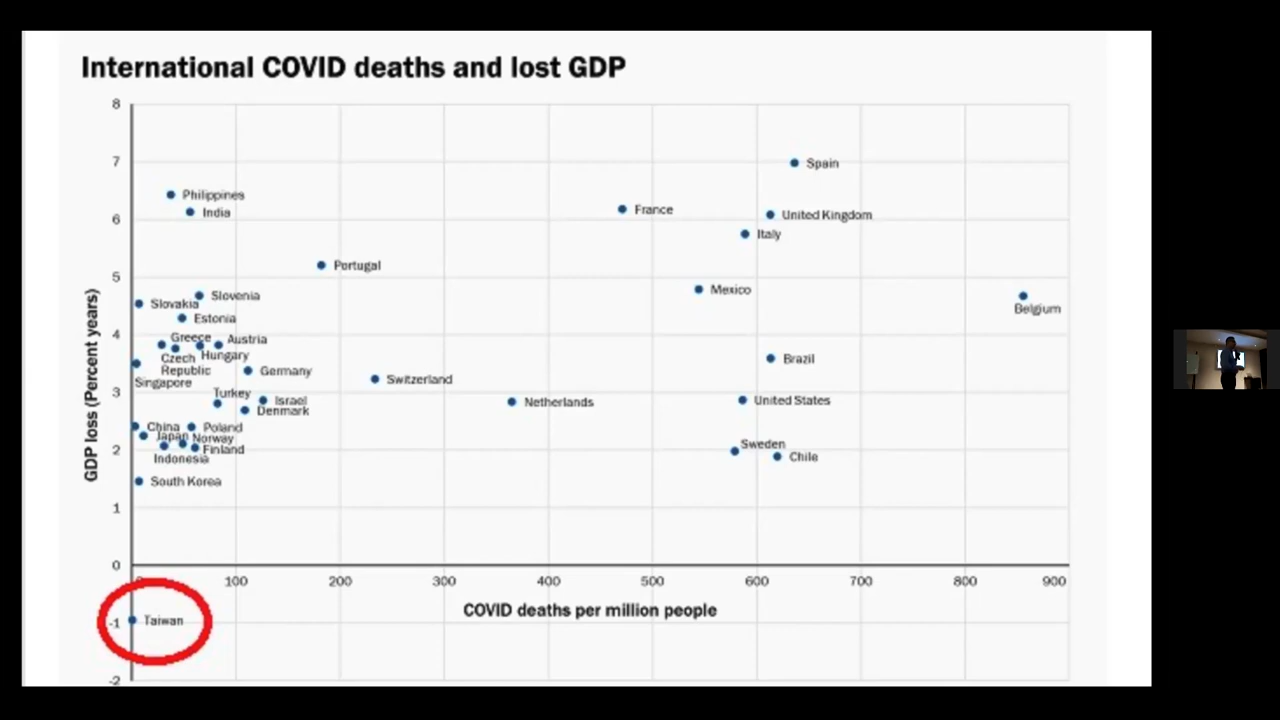 International COVID deaths and lost GDP
8
7
6
5
4
3
2
1
0
-1
-2
GDP loss (Percent years)
Spain
Philippines
India
France
United Kingdom
Italy
Portugal
Mexico
Slovenia
Slovakia
Belgium
Estonia
Greece
Austria
Czech
Republic
Hungary
Brazil
Germany
Singapore
Switzerland
Turkey
Israel
Netherlands
United States
Denmark
China
Poland
Japan
Norway
Sweden
Finland
Indonesia
Chile
South Korea
0
100
200
300
400
500
600
700
800
900
COVID deaths per million people
Taiwan